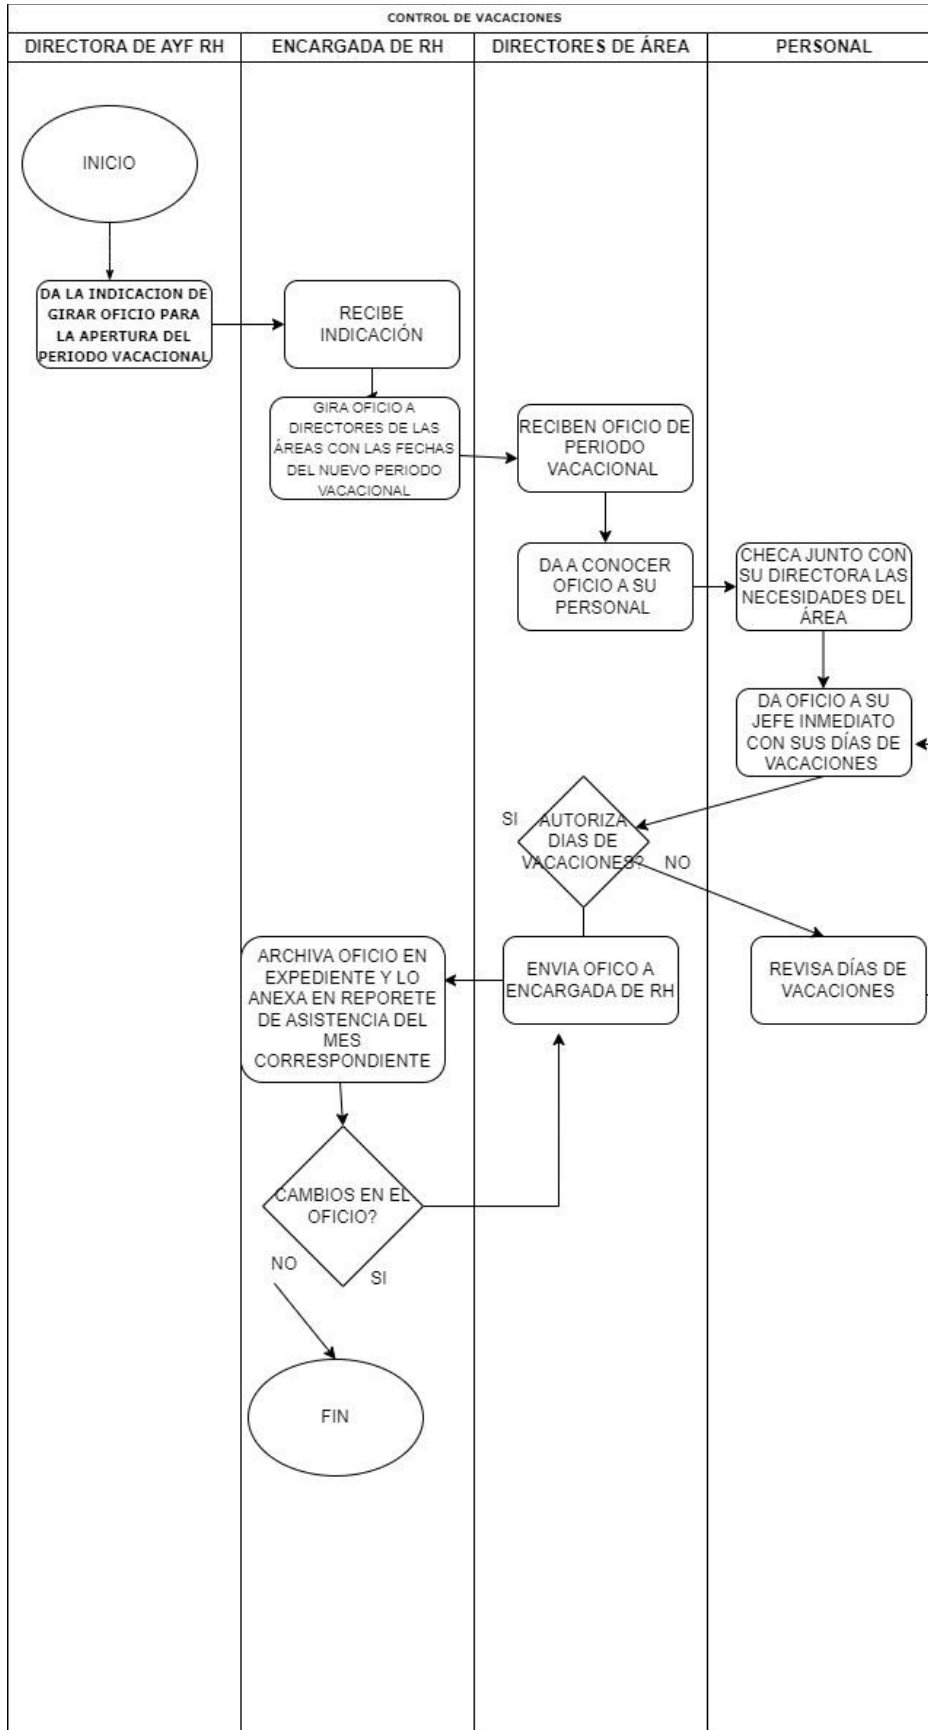 CONTROL DE VACACIONES
DIRECTORA DE AYF RH
ENCARGADA DE RH
DIRECTORES DE ÁREA
PERSONAL
INICIO
DA LA INDICACION DE
GIRAR OFICIO PARA
LA APERTURA DEL
PERIODO VACACIONAL
RECIBE
INDICACIÓN
GIRA OFICIO A
DIRECTORES DE LAS
ÁREAS CON LAS FECHAS
DEL NUEVO PERIODO
VACACIONAL
RECIBEN OFICIO DE
PERIODO
VACACIONAL
DA A CONOCER
OFICIO A SU
PERSONAL
CHECA JUNTO CON
SU DIRECTORA LAS
NECESIDADES DEL
ÁREA
DA OFICIO A SU
JEFE INMEDIATO
CON SUS DÍAS DE
VACACIONES
SI
AUTORIZA
DIAS DE
VACACIONES?
NO
REVISA DÍAS DE
VACACIONES
ENVIA OFICO A
ENCARGADA DE RH
ARCHIVA OFICIO EN
EXPEDIENTE Y LO
ANEXA EN REPORETE
DE ASISTENCIA DEL
MES
CORRESPONDIENTE
CAMBIOS EN EL
OFICIO?
NO
SI
FIN